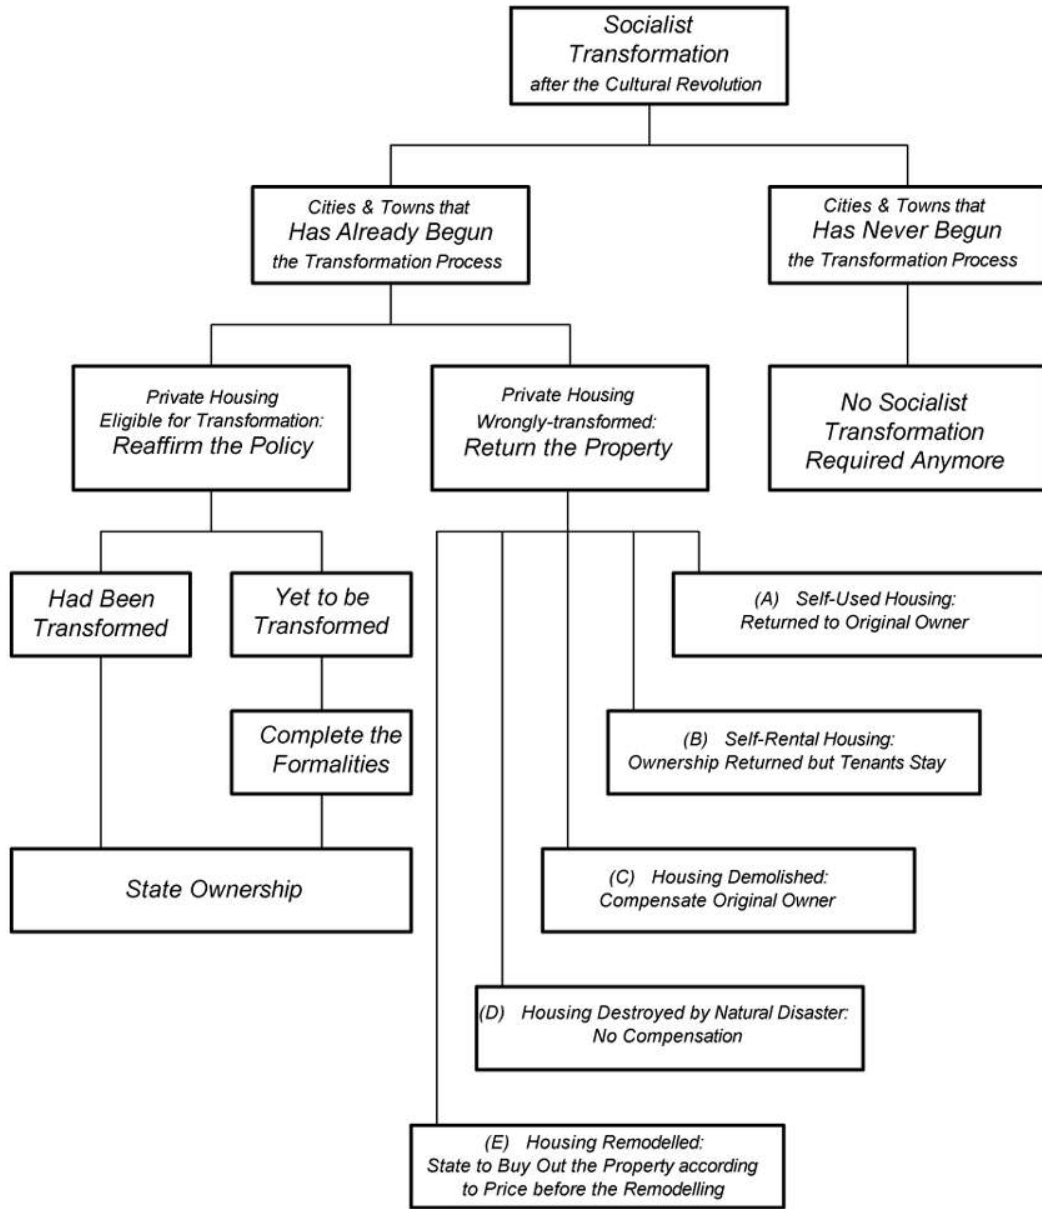 Socialist
Transformation
after the Cultural Revolution
Cities & Towns that
Has Already Begun
the Transformation Process
Cities & Towns that
Has Never Begun
the Transformation Process
Private Housing
Eligible for Transformation:
Reaffirm the Policy
Private Housing
Wrongly-transformed:
Return the Property
No Socialist
Transformation
Required Anymore
Had Been
Transformed
Yet to be
Transformed
(A) Self-Used Housing:
Returned to Original Owner
Complete the
Formalities
(B) Self-Rental Housing:
Ownership Returned but Tenants Stay
State Ownership
(C) Housing Demolished:
Compensate Original Owner
(D) Housing Destroyed by Natural Disaster:
No Compensation
(E) Housing Remodelled:
State to Buy Out the Property according
to Price before the Remodelling